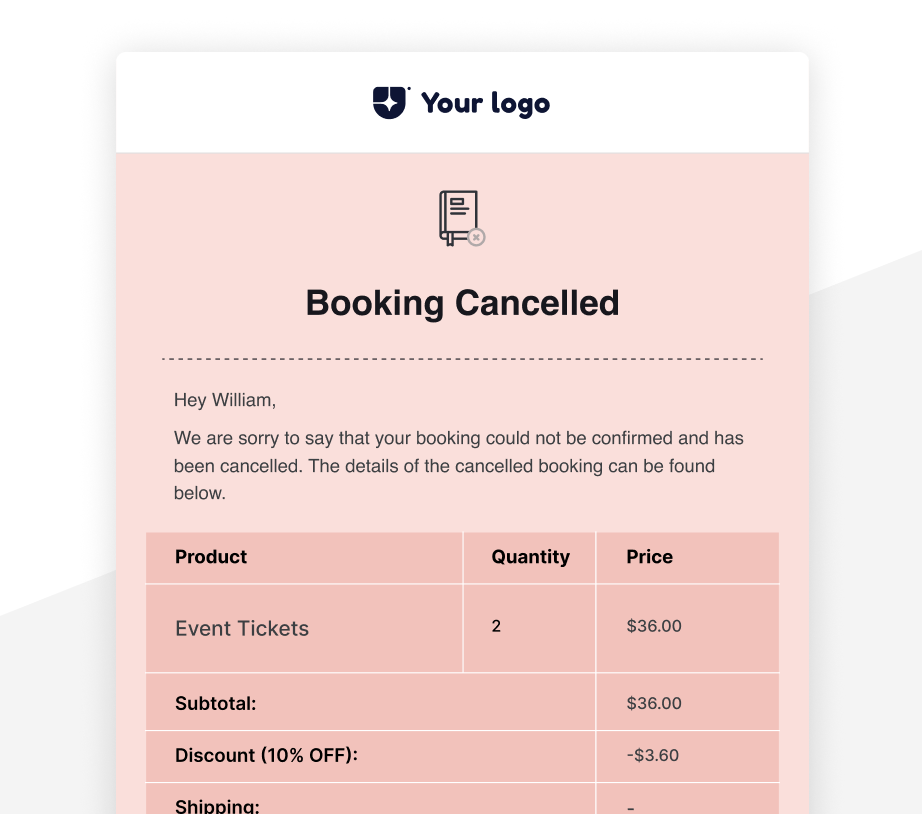 Your logo
Booking Cancelled
Hey William,
We are sorry to say that your booking could not be confirmed and has
been cancelled. The details of the cancelled booking can be found
below.
Product Quantity Price
Event Tickets 2 $36.00
Subtotal: $36.00
Discount (10% OFF): -$3.60
Shipping: -